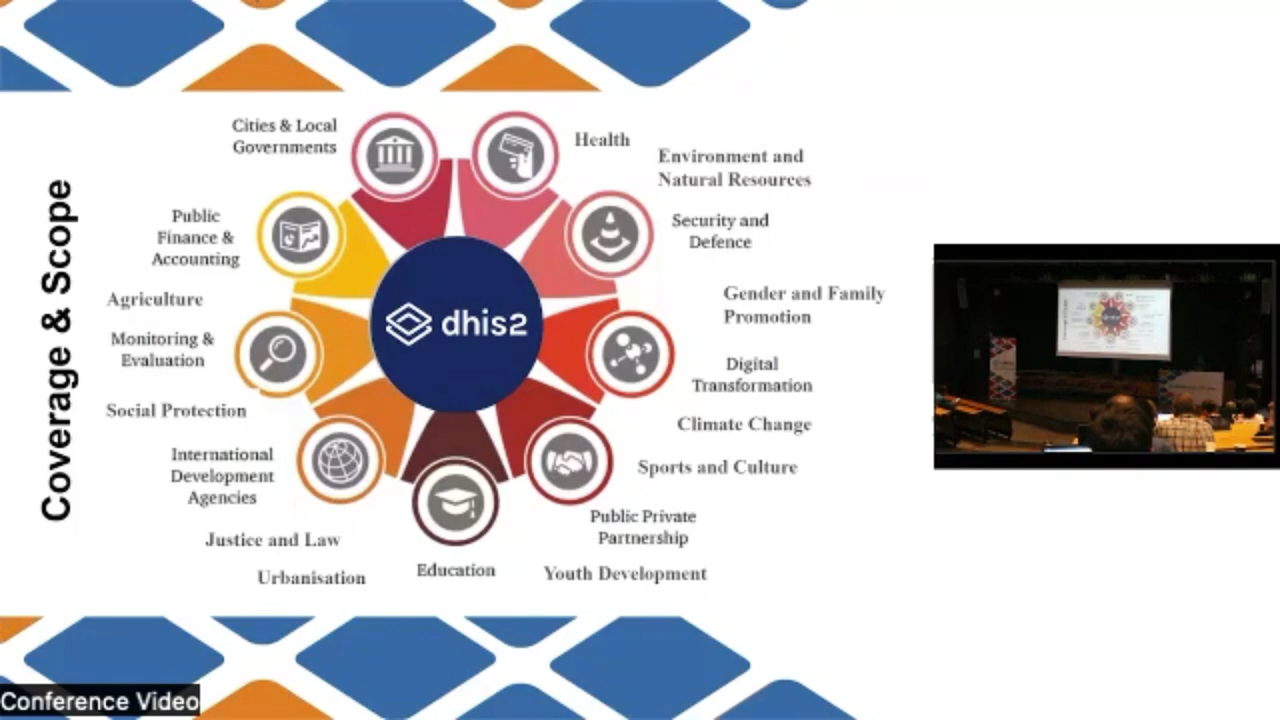 Coverage & Scope
Cities & Local
Governments
Health
Environment and
Natural Resources
Public
Finance &
Accounting
Security and
Defence
Agriculture
Gender and Family
Promotion
Monitoring &
Evaluation
dhis2
Digital
Transformation
Social Protection
Climate Change
International
Development
Agencies
Sports and Culture
Public Private
Partnership
Justice and Law
Urbanisation
Education
Youth Development
Conference Video